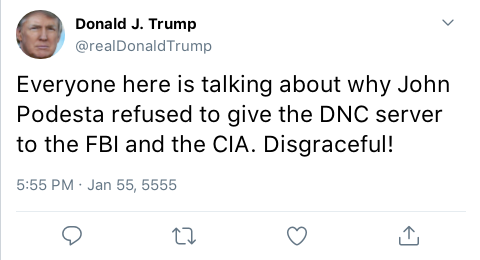 Donald J. Trump
@realDonaldTrump
Everyone here is talking about why John
Podesta refused to give the DNC server
to the FBI and the CIA. Disgraceful!
5:55 PM · Jan 55, 5555